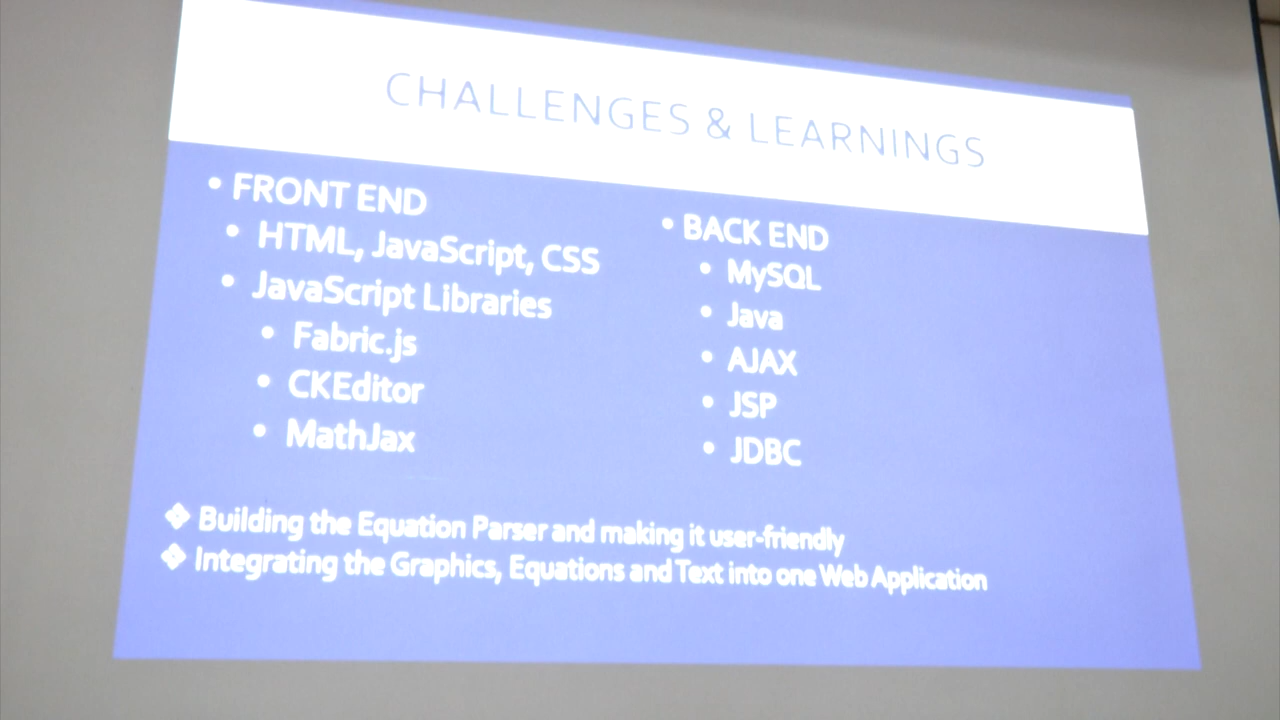 CHALLENGES & LEARNINGS
• FRONT END
• HTML, JavaScript, CSS
• JavaScript Libraries
• Fabric.js
• CKEditor
• MathJax
• BACK END
• MySQL
• Java
• AJAX
• JSP
• JDBC
❖ Building the Equation Parser and making it user-friendly
❖ Integrating the Graphics, Equations and Text into one Web Application